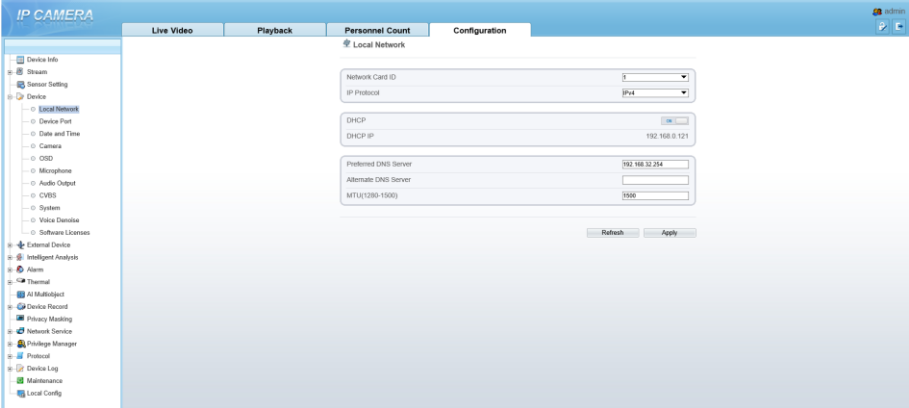 IP CAMERA
admin
Live Video
Playback
Personnel Count
Configuration
Local Network
Device Info
Stream
Sensor Setting
Device
Local Network
Device Port
Date and Time
Camera
OSD
Microphone
Audio Output
CVBS
System
Voice Denoise
Software Licenses
External Device
Intelligent Analysis
Alarm
Thermal
AI Multiobject
Device Record
Privacy Masking
Network Service
Privilege Manager
Protocol
Device Log
Maintenance
Local Config
Network Card ID 1
IP Protocol IPv4
DHCP ON
DHCP IP 192.168.0.121
Preferred DNS Server 192.168.32.254
Alternate DNS Server
MTU(1280-1500) 1500
Refresh Apply